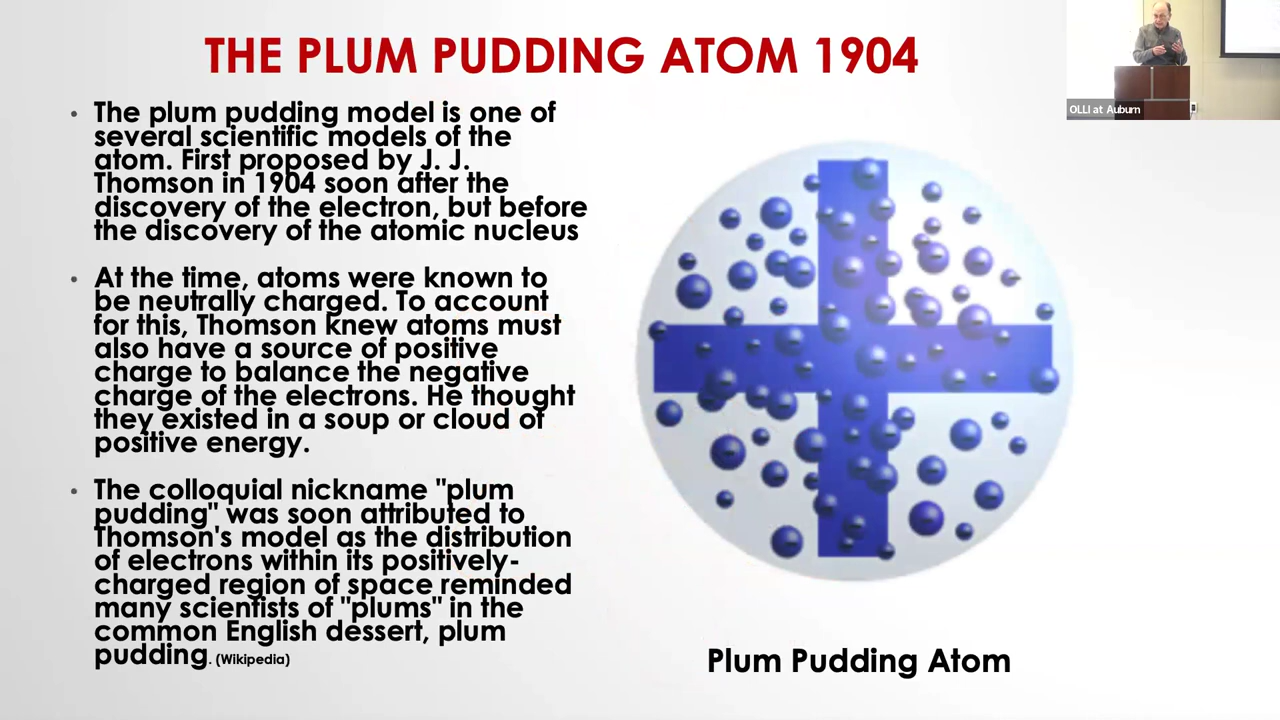 THE PLUM PUDDING ATOM 1904
OLLI at Auburn
• The plum pudding model is one of
several scientific models of the
atom. First proposed by J. J.
Thomson in 1904 soon after the
discovery of the electron, but before
the discovery of the atomic nucleus
• At the time, atoms were known to
be neutrally charged. To account
for this, Thomson knew atoms must
also have a source of positive
charge to balance the negative
charge of the electrons. He thought
they existed in a soup or cloud of
positive energy.
• The colloquial nickname "plum
pudding" was soon attributed to
Thomson's model as the distribution
of electrons within its positively-
charged region of space reminded
many scientists of "plums" in the
common English dessert, plum
pudding. (Wikipedia)
Plum Pudding Atom